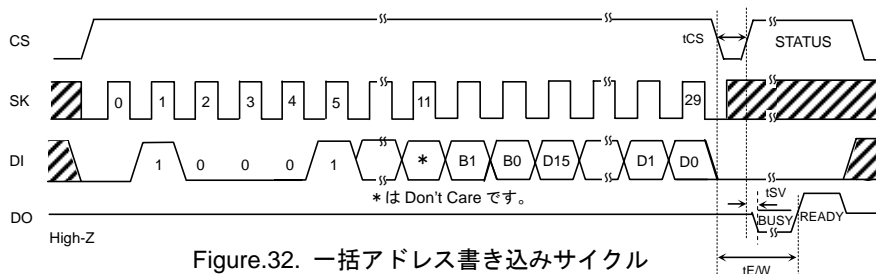 CS
tCS
STATUS
SK
0 1 2 3 4 5 11 29
DI
1 0 0 0 1 * B1 B0 D15 D1 D0
*は Don't Care です。
tSV
DO
BUSY READY
High-Z
Figure.32. 一括アドレス書き込みサイクル
tE/W